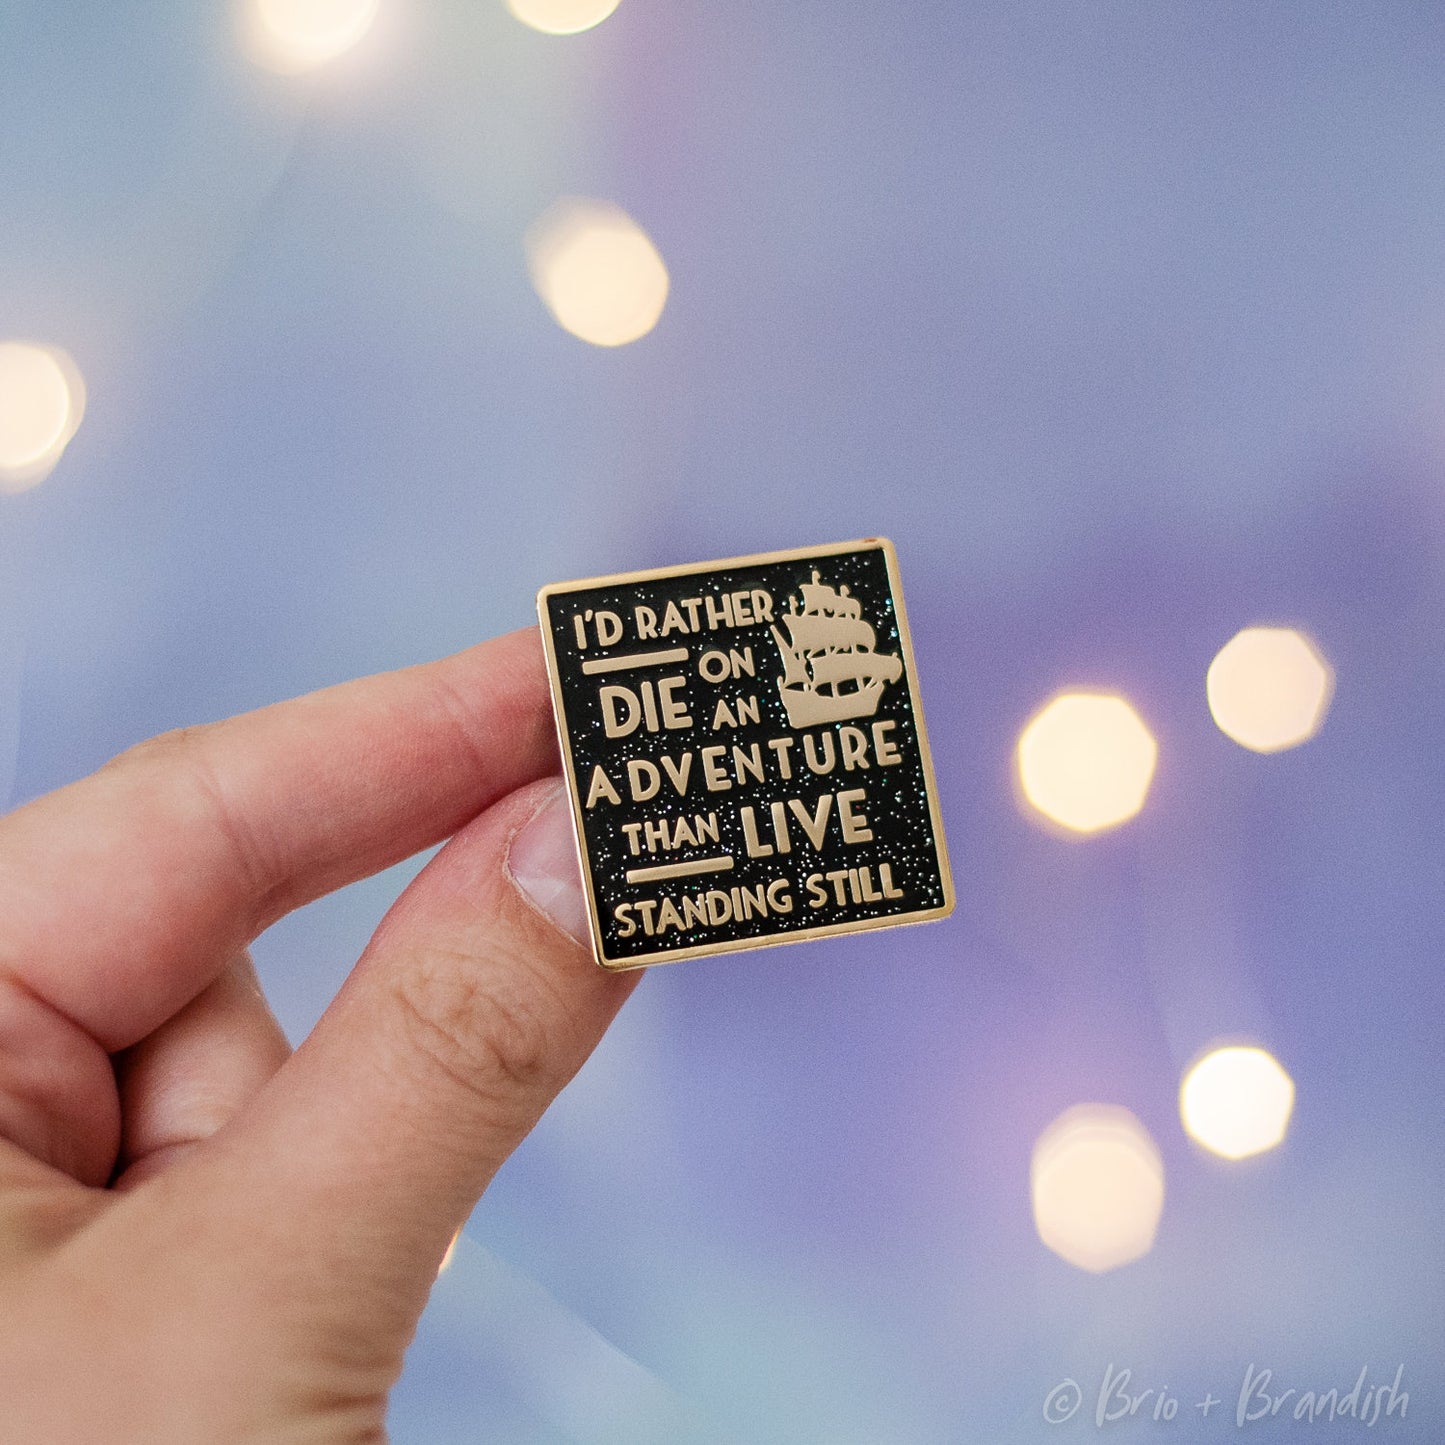 I'D RATHER
DIE ON AN
ADVENTURE
THAN LIVE
STANDING STILL
© Brio + Brandish